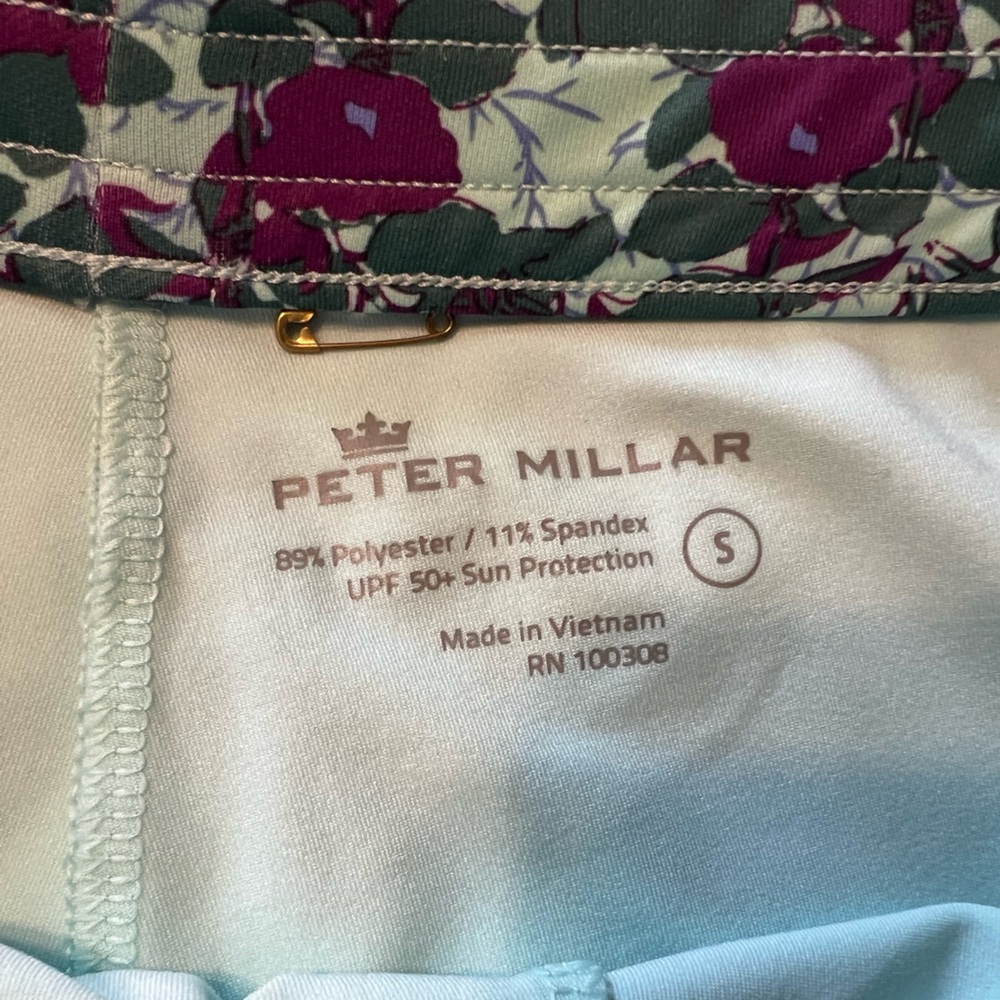 PETER MILLAR
89% Polyester / 11% Spandex
UPF 50+ Sun Protection
S
Made in Vietnam
RN 100308